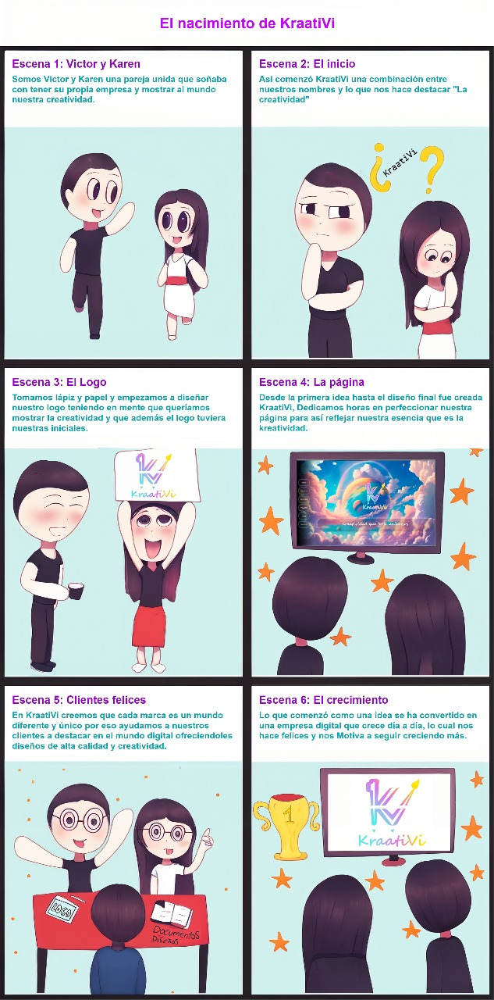 El nacimiento de KraatiVi
Escena 1: Victor y Karen
Somos Víctor y Karen una pareja unida que soñaba
con tener su propia empresa y mostrar al mundo
nuestra creatividad.
Escena 2: El inicio
Así comenzó KraatiVi una combinación entre
nuestros nombres y lo que nos hace destacar "La
creatividad"
¿ KraatiVi ?
Escena 3: El Logo
Tomamos lápiz y papel y empezamos a diseñar
nuestro logo teniendo en mente que queríamos
mostrar la creatividad y que además el logo tuviera
nuestras iniciales.
KraatiVi
Escena 4: La página
Desde la primera idea hasta el diseño final fue creada
KraatiVi, Dedicamos horas en perfeccionar nuestra
página para así reflejar nuestra esencia que es la
kreatividad.
KraatiVi
Escena 5: Clientes felices
En KraatiVi creemos que cada marca es un mundo
diferente y único por eso ayudamos a nuestros
clientes a destacar en el mundo digital ofreciendoles
diseños de alta calidad y creatividad.
LOGO
Documentos
Diseños
Escena 6: El crecimiento
Lo que comenzó como una idea se ha convertido en
una empresa digital que crece día a día, lo cual nos
hace felices y nos Motiva a seguir creciendo más.
1
KraatiVi